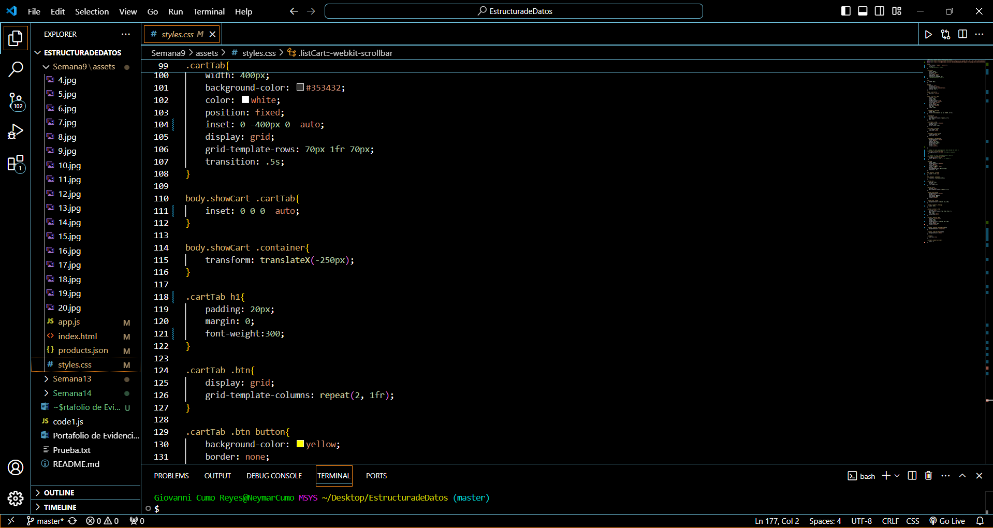 File Edit Selection View Go Run Terminal Help
EstructuradeDatos
EXPLORER
ESTRUCTURADEDATOS
Semana9 \ assets
4.jpg
5.jpg
6.jpg
7.jpg
8.jpg
9.jpg
10.jpg
11.jpg
12.jpg
13.jpg
14.jpg
15.jpg
16.jpg
17.jpg
18.jpg
19.jpg
20.jpg
JS app.js M
<> index.html M
{} products.json M
# styles.css M
Semana13
Semana14
~$rtafolio de Evi... U
JS code1.js
Portafolio de Evidenci...
Prueba.txt
README.md
OUTLINE
TIMELINE
102
1
# styles.css M
Semana9 > assets > # styles.css > .listCart::-webkit-scrollbar
99 .cartTab{
100 width: 400px;
101 background-color: #353432;
102 color: white;
103 position: fixed;
104 inset: 0 -400px 0 auto;
105 display: grid;
106 grid-template-rows: 70px 1fr 70px;
107 transition: .5s;
108 }
109
110 body.showCart .cartTab{
111 inset: 0 0 0 auto;
112 }
113
114 body.showCart .container{
115 transform: translateX(-250px);
116 }
117
118 .cartTab h1{
119 padding: 20px;
120 margin: 0;
121 font-weight:300;
122 }
123
124 .cartTab .btn{
125 display: grid;
126 grid-template-columns: repeat(2, 1fr);
127 }
128
129 .cartTab .btn button{
130 background-color: yellow;
131 border: none;
PROBLEMS OUTPUT DEBUG CONSOLE TERMINAL PORTS
bash
Giovanni Cumo Reyes@NeymarCumo MSYS ~/Desktop/EstructuradeDatos (master)
$
master* 0 0 0
Ln 177, Col 2 Spaces: 4 UTF-8 CRLF CSS Go Live